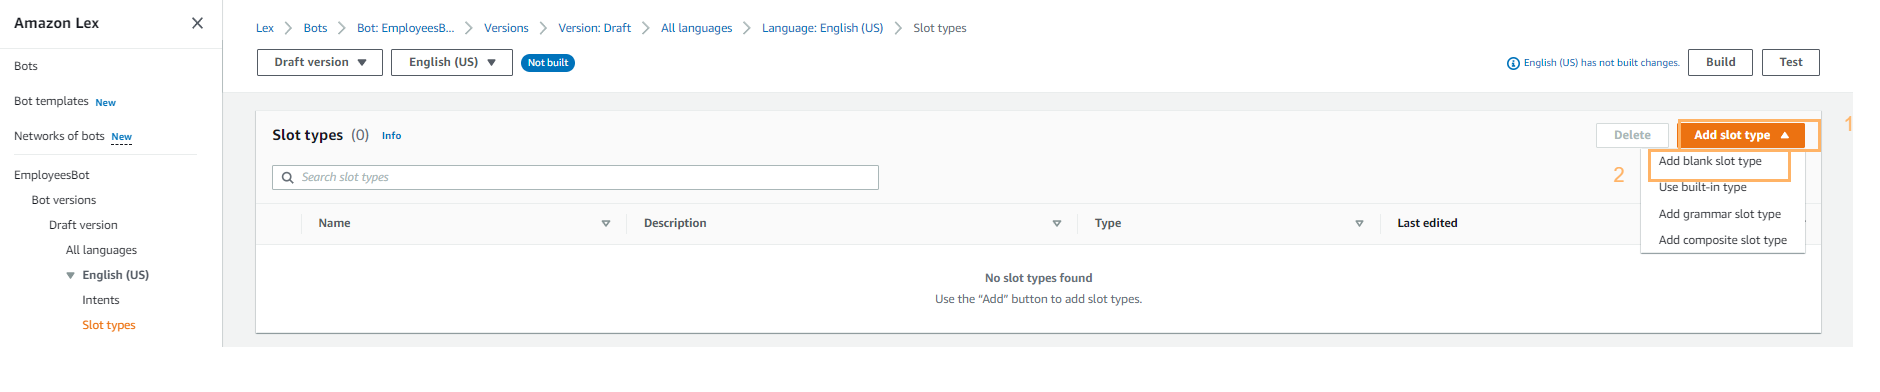 Amazon Lex
Bots
Bot templates New
Networks of bots New
EmployeesBot
Bot versions
Draft version
All languages
English (US)
Intents
Slot types
Lex Bots Bot: EmployeesB... Versions Version: Draft All languages Language: English (US) Slot types
Draft version English (US) Not built
English (US) has not built changes. Build Test
Slot types (0) Info
Delete Add slot type 1
Search slot types
2 Add blank slot type
Use built-in type
Add grammar slot type
Add composite slot type
Name Description Type Last edited
No slot types found
Use the “Add” button to add slot types.